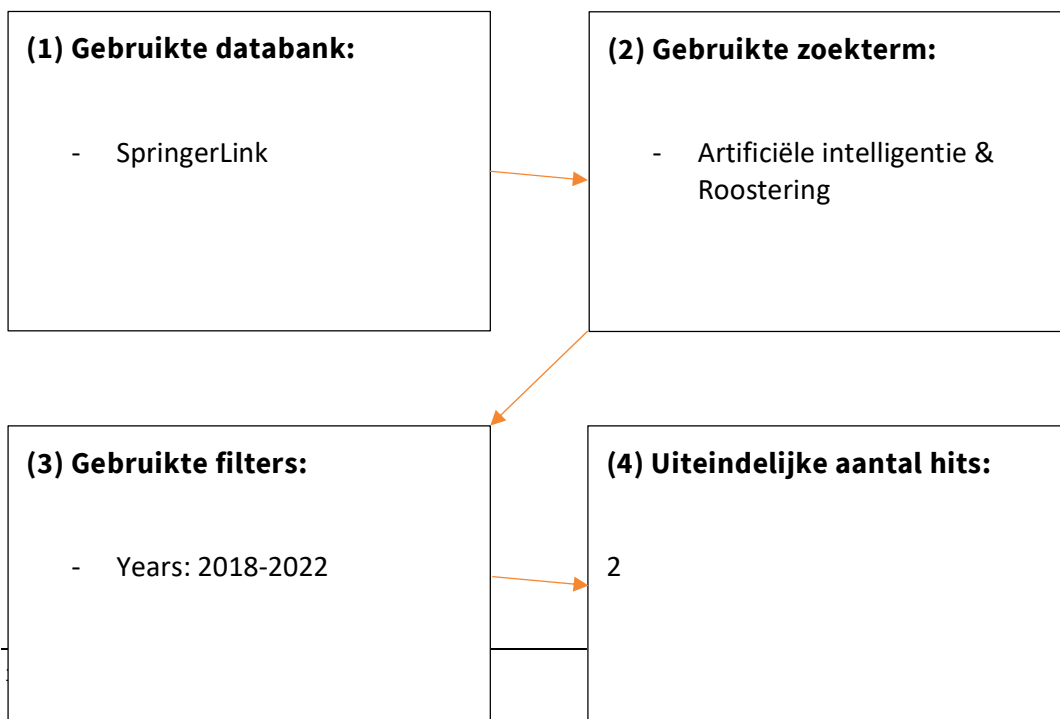 (1) Gebruikte databank:
- SpringerLink
(2) Gebruikte zoekterm:
- Artificiële intelligentie &
Roostering
(3) Gebruikte filters:
- Years: 2018-2022
(4) Uiteindelijke aantal hits:
2